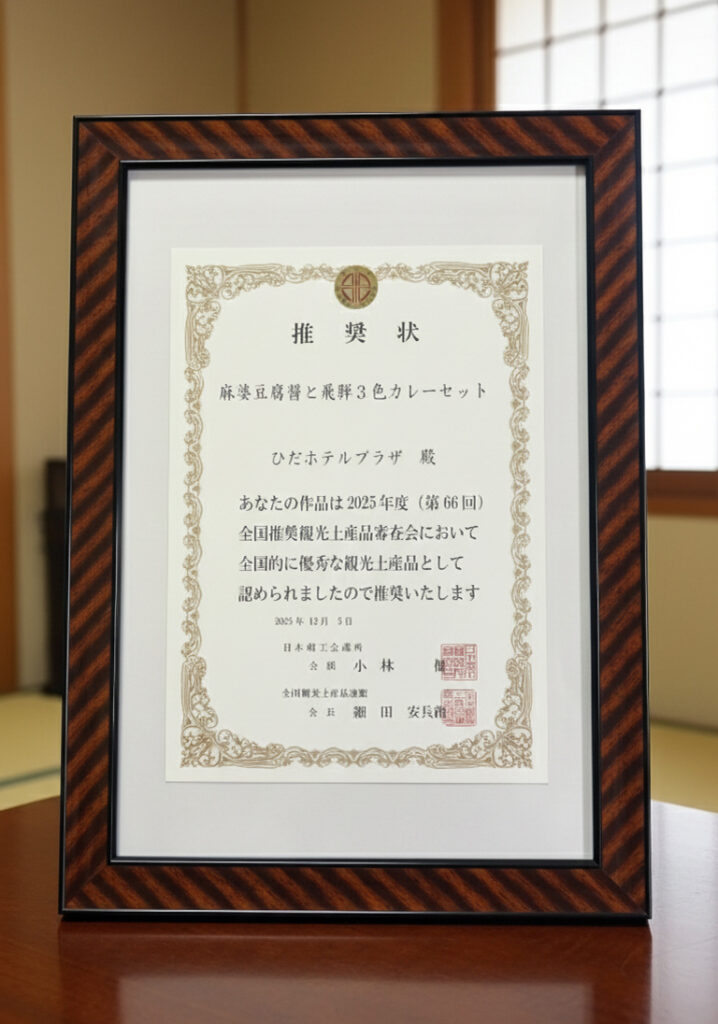 推奨状
麻婆豆腐醤と飛騨3色カレーセット
ひだホテルプラザ 殿
あなたの作品は2025年度(第66回)
全国推奨観光土産品審査会において
全国的に優秀な観光土産品として
認められましたので推奨いたします
2025年12月 5日
日本商工会議所
会頭 小林 健
全国観光土産品連盟
会長 細田 安兵衛